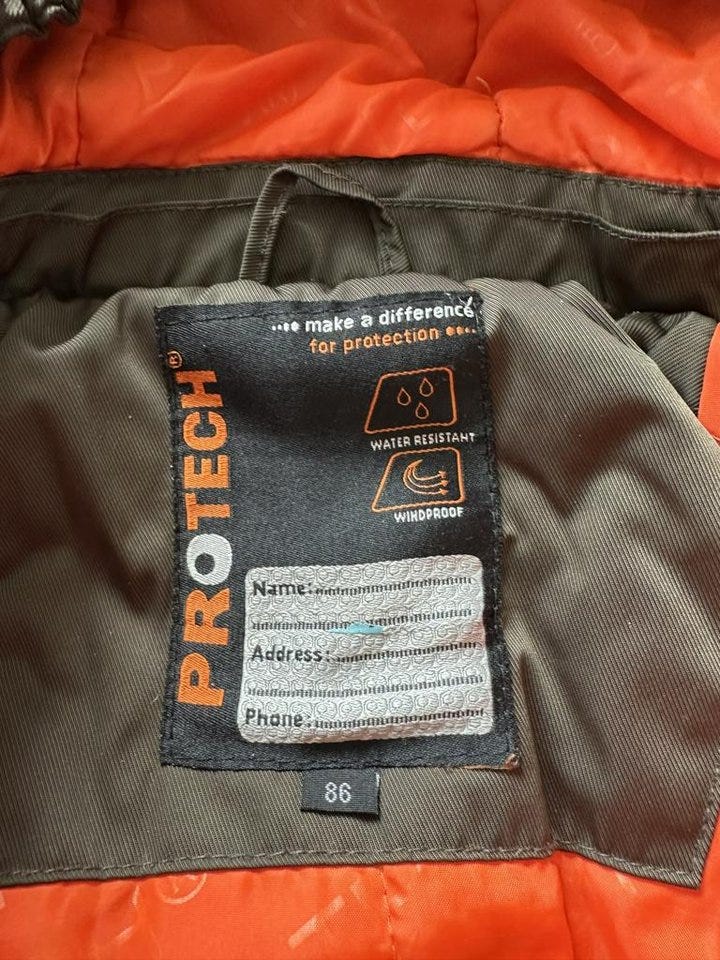 make a difference
for protection
PROTECH®
WATER RESISTANT
WINDPROOF
Name:
Address:
Phone:
86